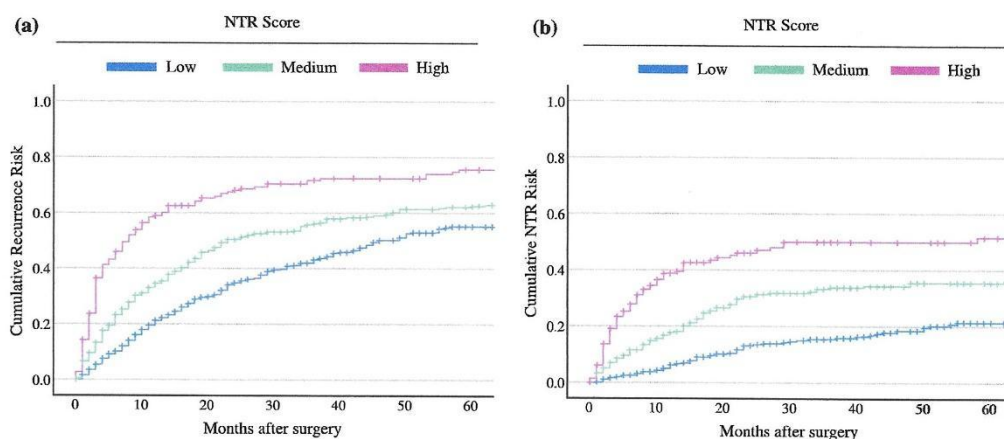 (a)
NTR Score
Low Medium High
1.0
0.8
0.6
0.4
0.2
0.0
Cumulative Recurrence Risk
0 10 20 30 40 50 60
Months after surgery
(b)
NTR Score
Low Medium High
1.0
0.8
0.6
0.4
0.2
0.0
Cumulative NTR Risk
0 10 20 30 40 50 60
Months after surgery